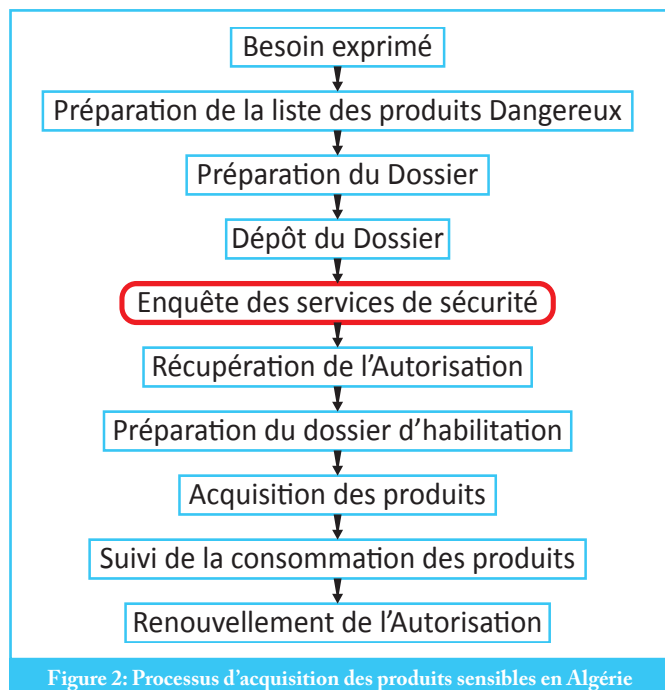 Besoin exprimé
Préparation de la liste des produits Dangereux
Préparation du Dossier
Dépôt du Dossier
Enquête des services de sécurité
Récupération de l'Autorisation
Préparation du dossier d'habilitation
Acquisition des produits
Suivi de la consommation des produits
Renouvellement de l'Autorisation
Figure 2: Processus d'acquisition des produits sensibles en Algérie